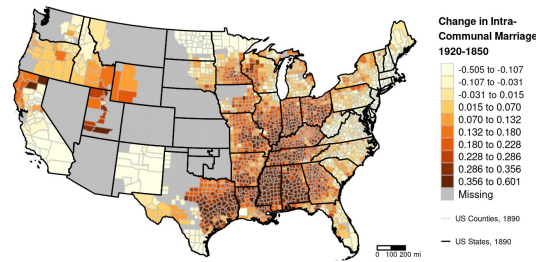 Change in Intra-
Communal Marriage
1920-1850
-0.505 to -0.107
-0.107 to -0.031
-0.031 to 0.015
0.015 to 0.070
0.070 to 0.132
0.132 to 0.180
0.180 to 0.228
0.228 to 0.286
0.286 to 0.356
0.356 to 0.601
Missing
US Counties, 1890
US States, 1890
0 100 200 mi